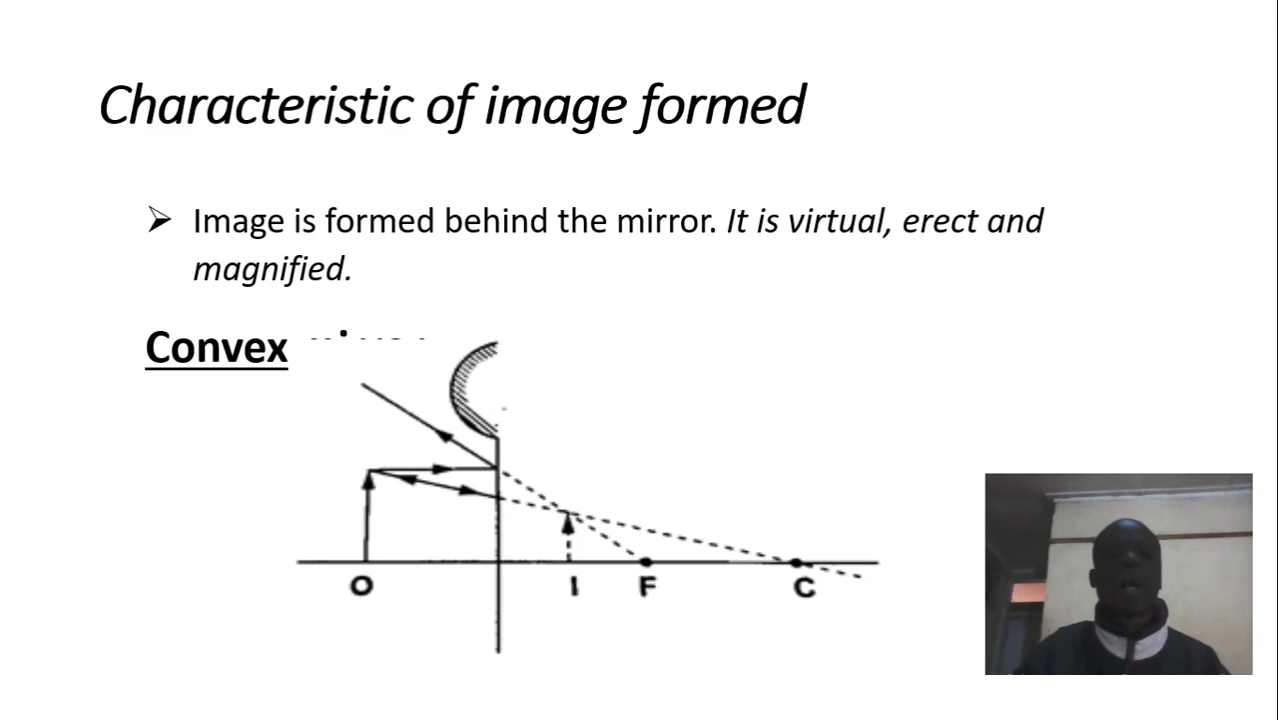 Characteristic of image formed
Image is formed behind the mirror. It is virtual, erect and
magnified.
Convex
O I F C